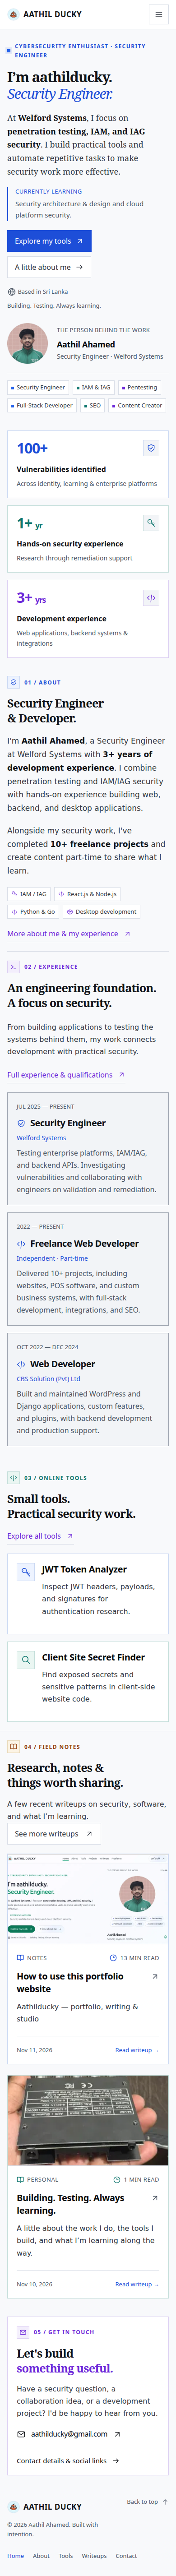 AATHIL DUCKY
CYBERSECURITY ENTHUSIAST · SECURITY
ENGINEER
I'm aathilducky.
Security Engineer.
At Welford Systems, I focus on
penetration testing, IAM, and IAG
security. I build practical tools and
automate repetitive tasks to make
security work more effective.
CURRENTLY LEARNING
Security architecture & design and cloud
platform security.
Explore my tools ↗
A little about me →
Based in Sri Lanka
Building. Testing. Always learning.
THE PERSON BEHIND THE WORK
Aathil Ahamed
Security Engineer · Welford Systems
Security Engineer
IAM & IAG
Pentesting
Full-Stack Developer
SEO
Content Creator
100+
Vulnerabilities identified
Across identity, learning & enterprise platforms
1+ yr
Hands-on security experience
Research through remediation support
3+ yrs
Development experience
Web applications, backend systems &
integrations
01 / ABOUT
Security Engineer
& Developer.
I'm Aathil Ahamed, a Security Engineer
at Welford Systems with 3+ years of
development experience. I combine
penetration testing and IAM/IAG security
with hands-on experience building web,
backend, and desktop applications.
Alongside my security work, I've
completed 10+ freelance projects and
create content part-time to share what I
learn.
IAM / IAG
React.js & Node.js
Python & Go
Desktop development
More about me & my experience ↗
02 / EXPERIENCE
An engineering foundation.
A focus on security.
From building applications to testing the
systems behind them, my work connects
development with practical security.
Full experience & qualifications ↗
JUL 2025 — PRESENT
Security Engineer
Welford Systems
Testing enterprise platforms, IAM/IAG,
and backend APIs. Investigating
vulnerabilities and collaborating with
engineers on validation and remediation.
2022 — PRESENT
Freelance Web Developer
Independent · Part-time
Delivered 10+ projects, including
websites, POS software, and custom
business systems, with full-stack
development, integrations, and SEO.
OCT 2022 — DEC 2024
Web Developer
CBS Solution (Pvt) Ltd
Built and maintained WordPress and
Django applications, custom features,
and plugins, with backend development
and production support.
03 / ONLINE TOOLS
Small tools.
Practical security work.
Explore all tools ↗
JWT Token Analyzer
Inspect JWT headers, payloads,
and signatures for
authentication research.
Client Site Secret Finder
Find exposed secrets and
sensitive patterns in client-side
website code.
04 / FIELD NOTES
Research, notes &
things worth sharing.
A few recent writeups on security, software,
and what I'm learning.
See more writeups ↗
I'm aathilducky.
Security Engineer.
NOTES
13 MIN READ
How to use this portfolio
website
Aathilducky — portfolio, writing &
studio
Nov 11, 2026
Read writeup →
PERSONAL
1 MIN READ
Building. Testing. Always
learning.
A little about the work I do, the tools I
build, and what I'm learning along the
way.
Nov 10, 2026
Read writeup →
05 / GET IN TOUCH
Let's build
something useful.
Have a security question, a
collaboration idea, or a development
project? I'd be happy to hear from you.
aathilducky@gmail.com ↗
Contact details & social links →
AATHIL DUCKY
Back to top ↑
© 2026 Aathil Ahamed. Built with
intention.
Home About Tools Writeups Contact